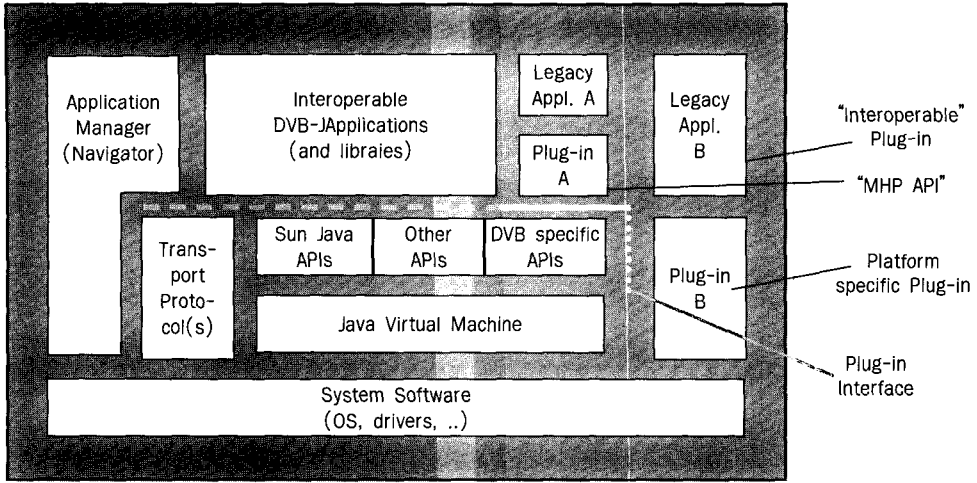 Application
Manager
(Navigator)
Interoperable
DVB-JApplications
(and libraies)
Legacy
Appl. A
Plug-in
A
Legacy
Appl.
B
"Interoperable"
Plug-in
"MHP API"
Trans-
port
Proto-
col(s)
Sun Java
APIs
Other
APIs
DVB specific
APIs
Java Virtual Machine
Plug-in
B
Platform
specific Plug-in
Plug-in
Interface
System Software
(OS, drivers, ..)